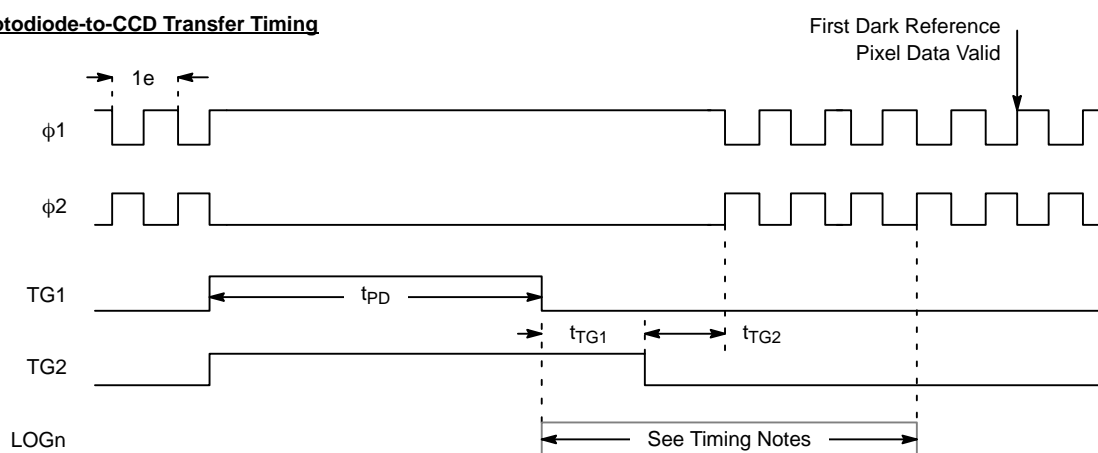 otodiode-to-CCD Transfer Timing
First Dark Reference
Pixel Data Valid
1e
ϕ1
ϕ2
TG1
tPD
tTG1
tTG2
TG2
LOGn
See Timing Notes